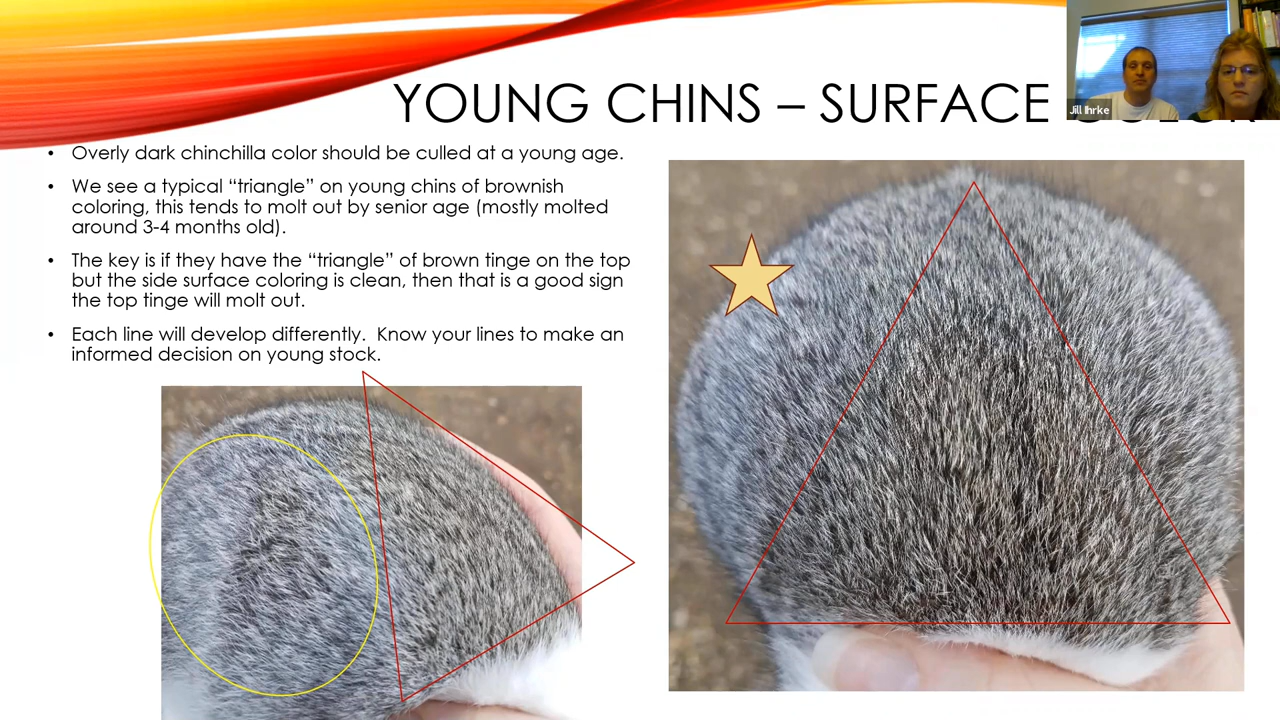 YOUNG CHINS – SURFACE
Jill Ihrke
• Overly dark chinchilla color should be culled at a young age.
• We see a typical “triangle” on young chins of brownish
coloring, this tends to molt out by senior age (mostly molted
around 3-4 months old).
• The key is if they have the “triangle” of brown tinge on the top
but the side surface coloring is clean, then that is a good sign
the top tinge will molt out.
• Each line will develop differently.  Know your lines to make an
informed decision on young stock.